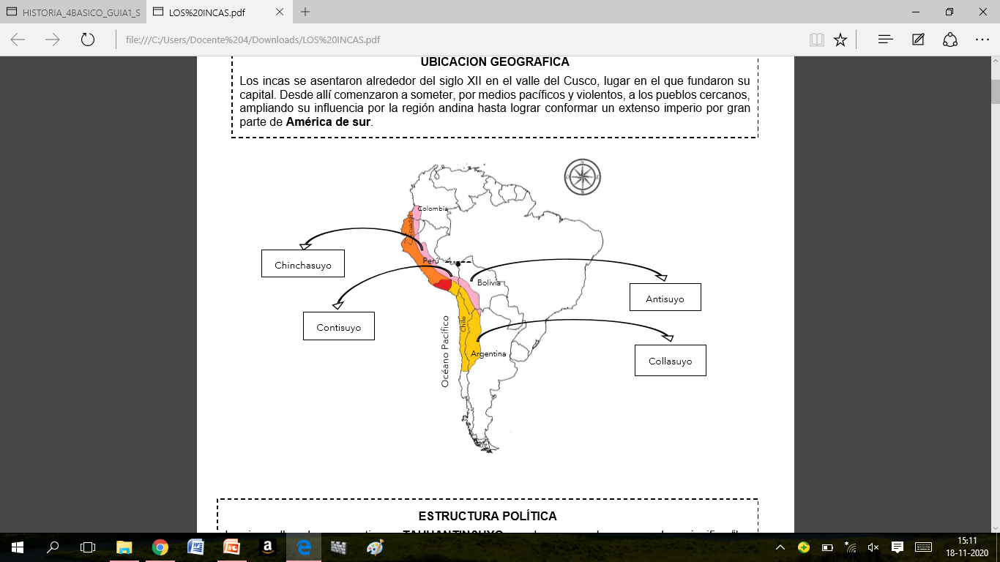 HISTORIA_4BASICO_GUIA1_S
LOS%20INCAS.pdf
file:///C:/Users/Docente%204/Downloads/LOS%20INCAS.pdf
UBICACION GEOGRAFICA
Los incas se asentaron alrededor del siglo XII en el valle del Cusco, lugar en el que fundaron su
capital. Desde allí comenzaron a someter, por medios pacíficos y violentos, a los pueblos cercanos,
ampliando su influencia por la región andina hasta lograr conformar un extenso imperio por gran
parte de América de sur.
Colombia
Ecuador
Chinchasuyo
Perú
Bolivia
Antisuyo
Contisuyo
Chile
Océano Pacífico
Argentina
Collasuyo
ESTRUCTURA POLÍTICA
15:11
18-11-2020